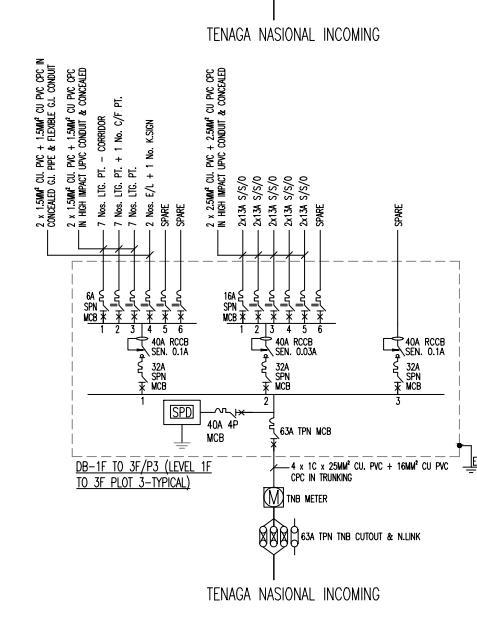 TENAGA NASIONAL INCOMING
2 x 1.5MM² CU PVC + 1.5MM² CU PVC CPC IN
CONCEALED G.I. PIPE & FLEXIBLE G.I. CONDUIT
2 x 1.5MM² CU PVC + 1.5MM² CU PVC CPC
IN HIGH IMPACT UPVC CONDUIT & CONCEALED
7 Nos. LTG. PT. - CORRIDOR
7 Nos. LTG. PT. + 1 No. C/F PT.
7 Nos. LTG. PT.
2 Nos. E/L + 1 No. K.SIGN
SPARE
SPARE
2 x 2.5MM² CU PVC + 2.5MM² CU PVC CPC
IN HIGH IMPACT UPVC CONDUIT & CONCEALED
2x13A S/S/O
2x13A S/S/O
2x13A S/S/O
2x13A S/S/O
2x13A S/S/O
SPARE
SPARE
6A
SPN
MCB
1 2 3 4 5 6
16A
SPN
MCB
1 2 3 4 5 6
40A RCCB
SEN. 0.1A
40A RCCB
SEN. 0.03A
40A RCCB
SEN. 0.1A
32A
SPN
MCB
32A
SPN
MCB
32A
SPN
MCB
1 2 3
SPD
40A 4P
MCB
63A TPN MCB
E
DB-1F TO 3F/P3 (LEVEL 1F
TO 3F PLOT 3-TYPICAL)
4 x 1C x 25MM² CU. PVC + 16MM² CU PVC
CPC IN TRUNKING
M
TNB METER
63A TPN TNB CUTOUT & N.LINK
TENAGA NASIONAL INCOMING